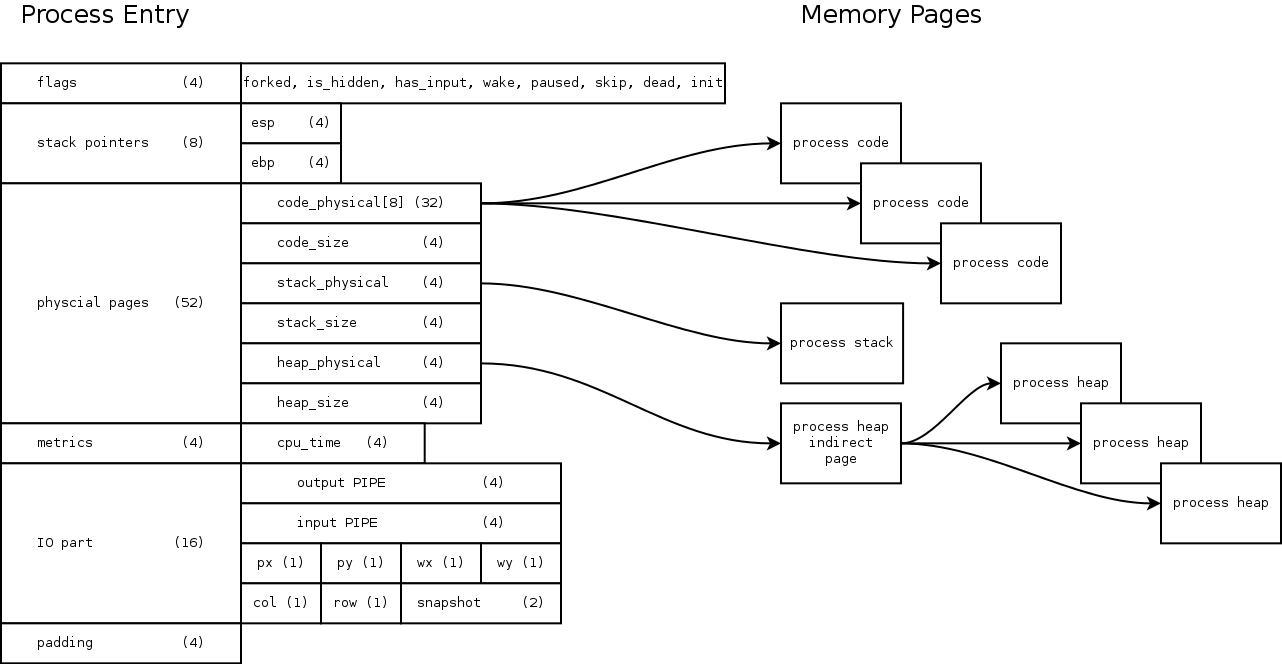 Process Entry
Memory Pages
flags (4)
forked, is_hidden, has_input, wake, paused, skip, dead, init
stack pointers (8)
esp (4)
ebp (4)
physcial pages (52)
code_physical[8] (32)
code_size (4)
stack_physical (4)
stack_size (4)
heap_physical (4)
heap_size (4)
metrics (4)
cpu_time (4)
IO part (16)
output PIPE (4)
input PIPE (4)
px (1)
py (1)
wx (1)
wy (1)
col (1)
row (1)
snapshot (2)
padding (4)
process code
process code
process code
process stack
process heap
indirect
page
process heap
process heap
process heap